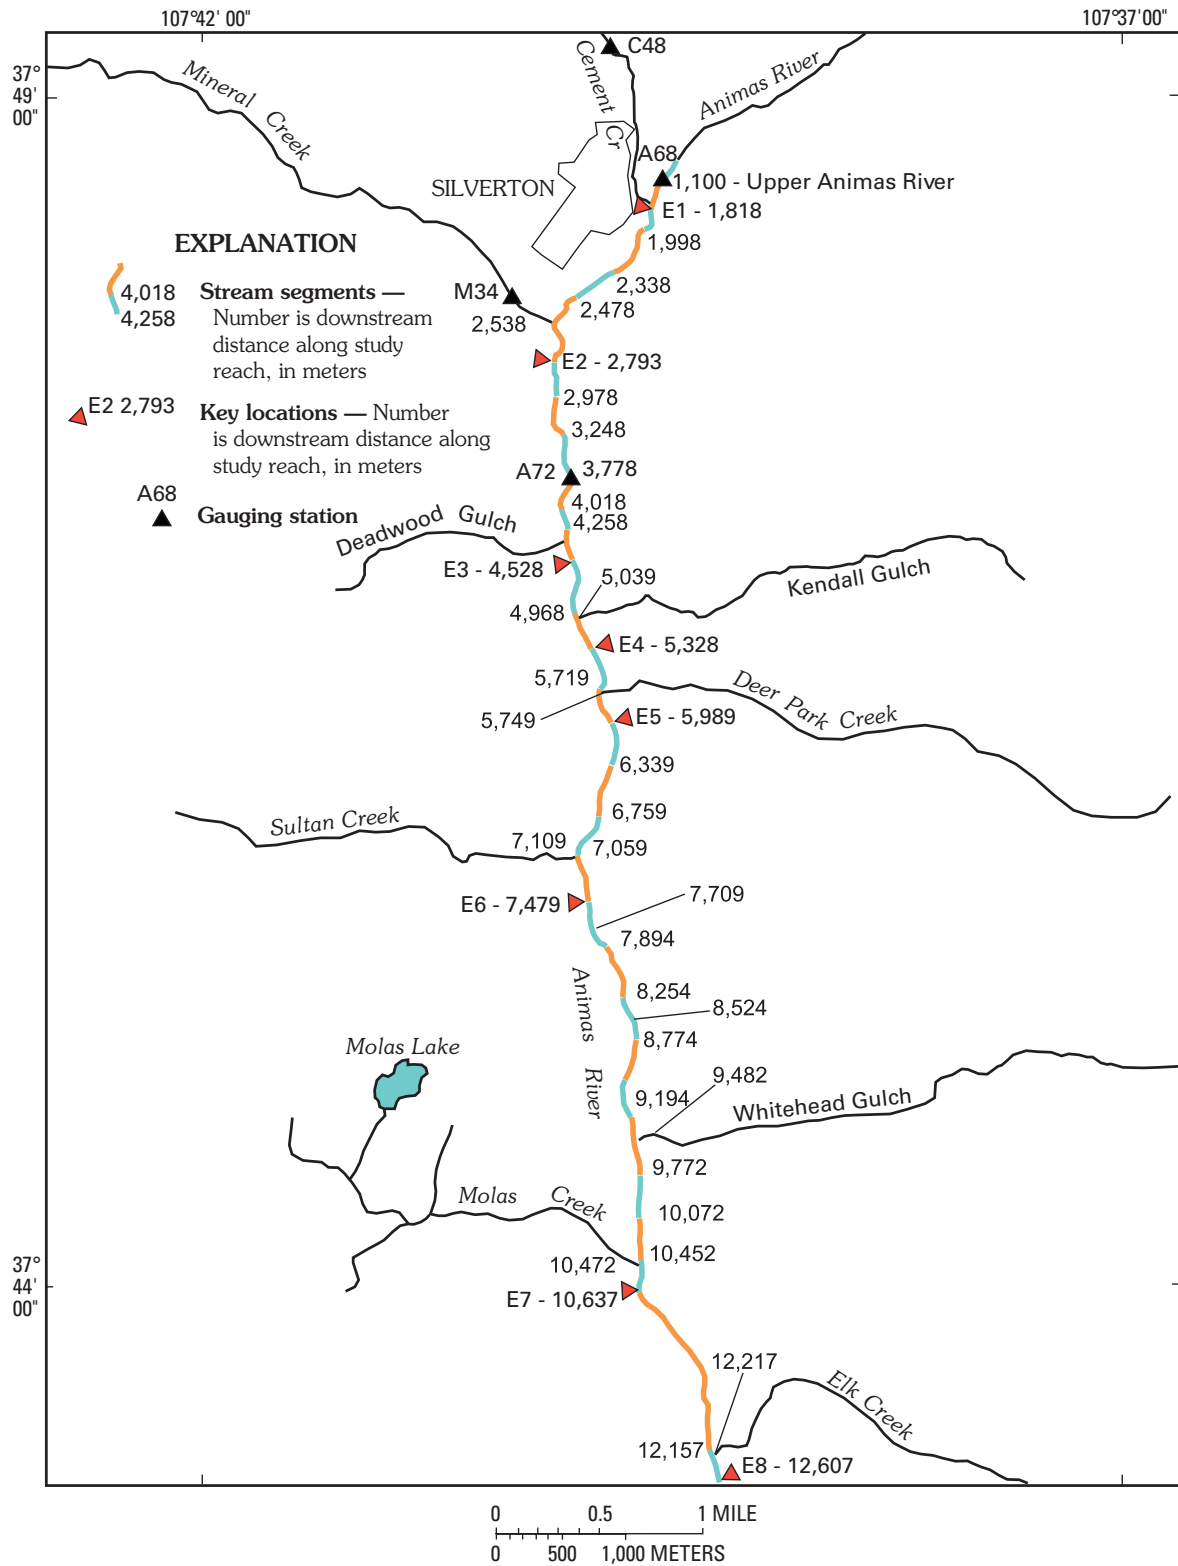 107°42' 00"
107°37'00"
37°
49'
00"
Mineral Creek
Cement Cr
C48
Animas River
A68
1,100 - Upper Animas River
SILVERTON
E1 - 1,818
1,998
EXPLANATION
4,018
4,258
Stream segments —
Number is downstream
distance along study
reach, in meters
E2 2,793
Key locations — Number
is downstream distance along
study reach, in meters
A68
Gauging station
2,338
M34
2,478
2,538
E2 - 2,793
2,978
3,248
A72
3,778
4,018
4,258
Deadwood Gulch
E3 - 4,528
5,039
Kendall Gulch
4,968
E4 - 5,328
5,719
Deer Park Creek
5,749
E5 - 5,989
6,339
6,759
Sultan Creek
7,109
7,059
7,709
E6 - 7,479
7,894
Animas River
8,254
8,524
8,774
Molas Lake
9,482
9,194
Whitehead Gulch
9,772
Molas Creek
10,072
10,452
10,472
37°
44'
00"
E7 - 10,637
12,217
Elk Creek
12,157
E8 - 12,607
0 0.5 1 MILE
0 500 1,000 METERS